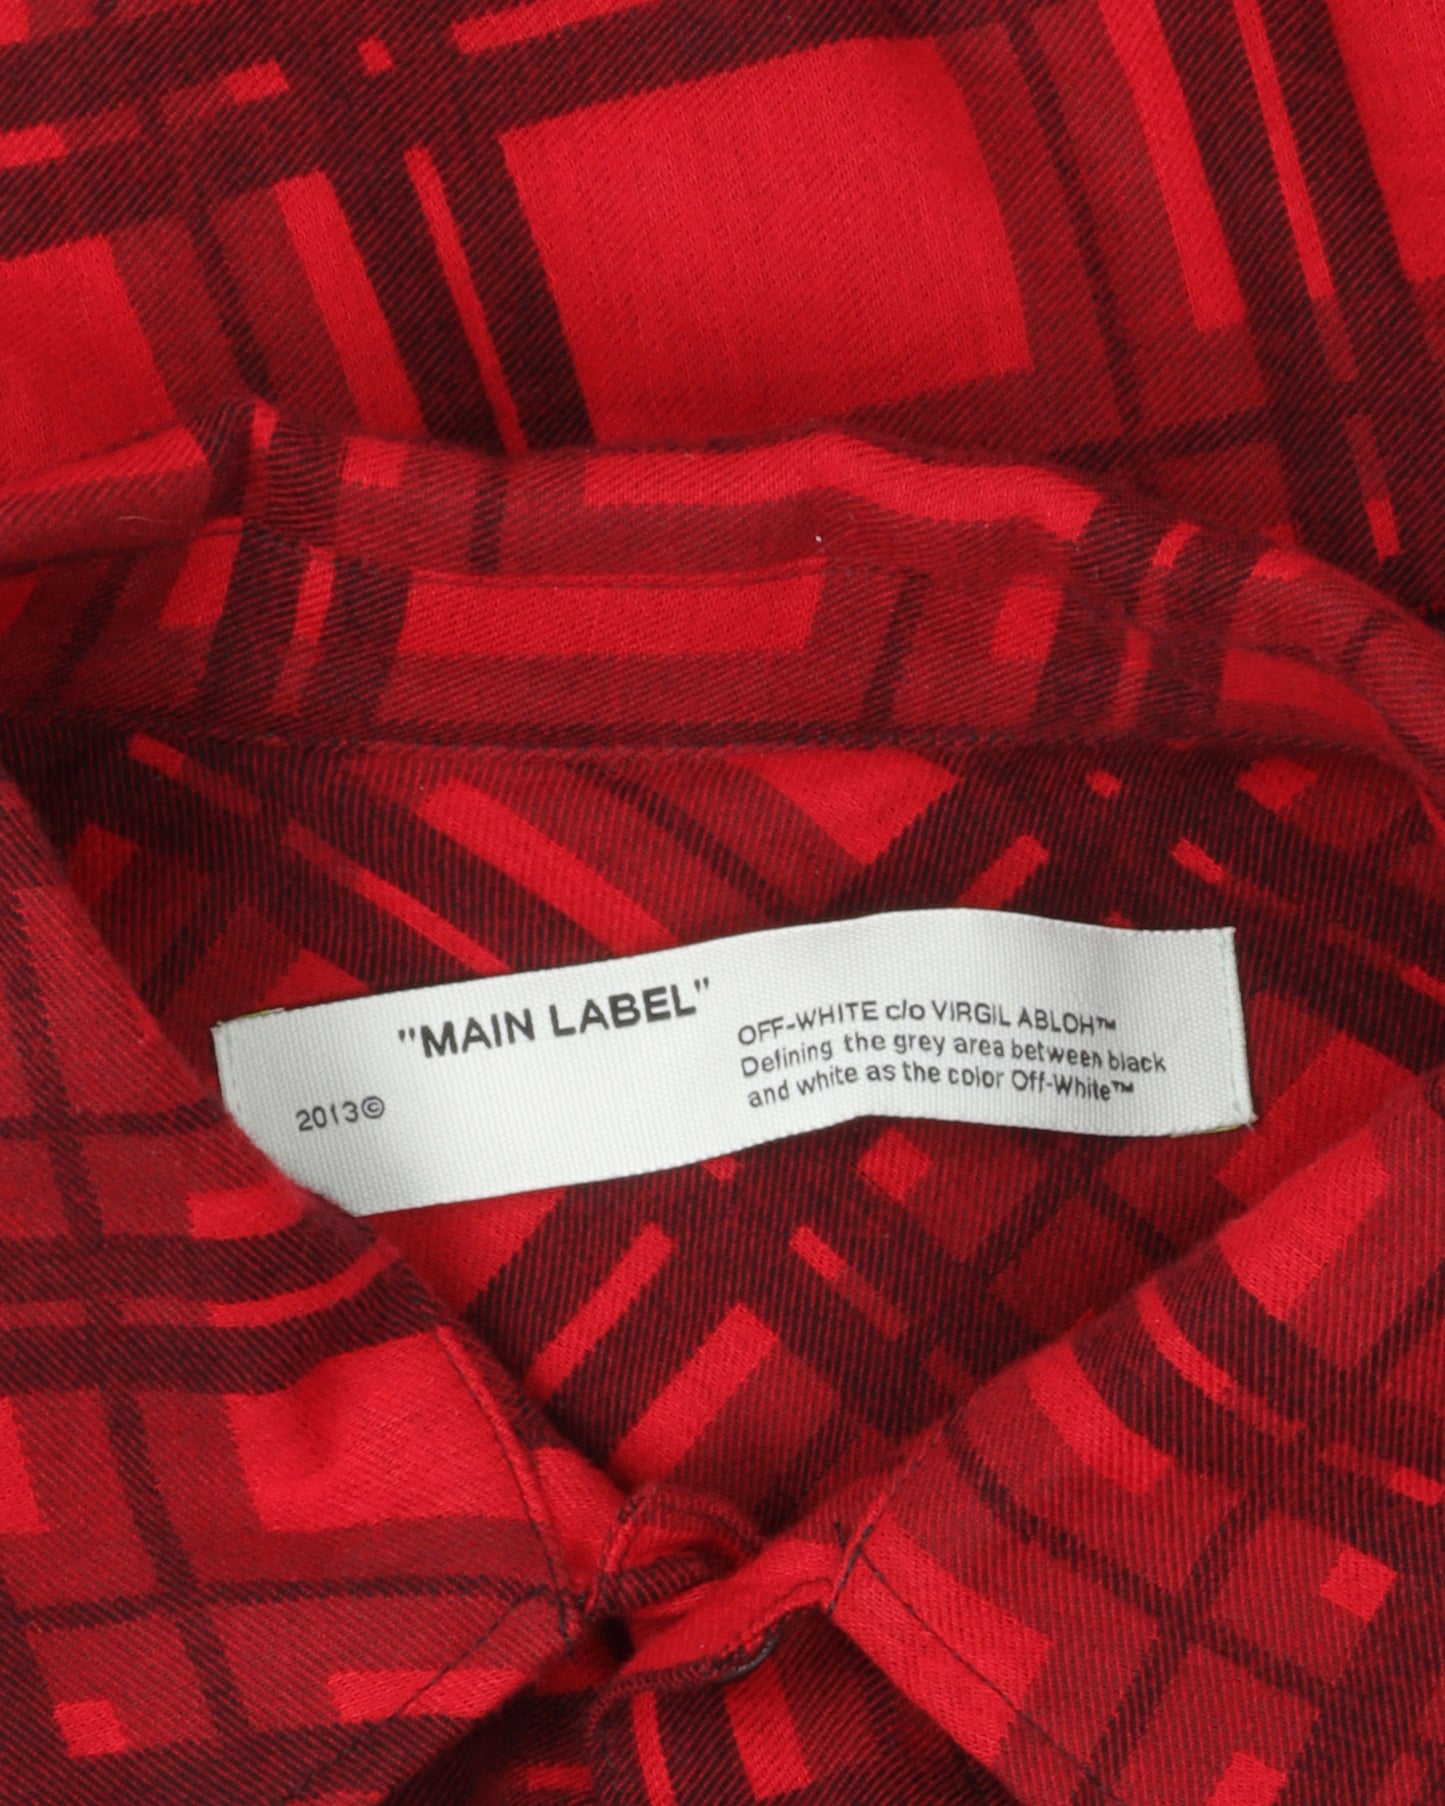 "MAIN LABEL"
OFF-WHITE c/o VIRGIL ABLOH™
Defining the grey area between black
and white as the color Off-White™
2013©